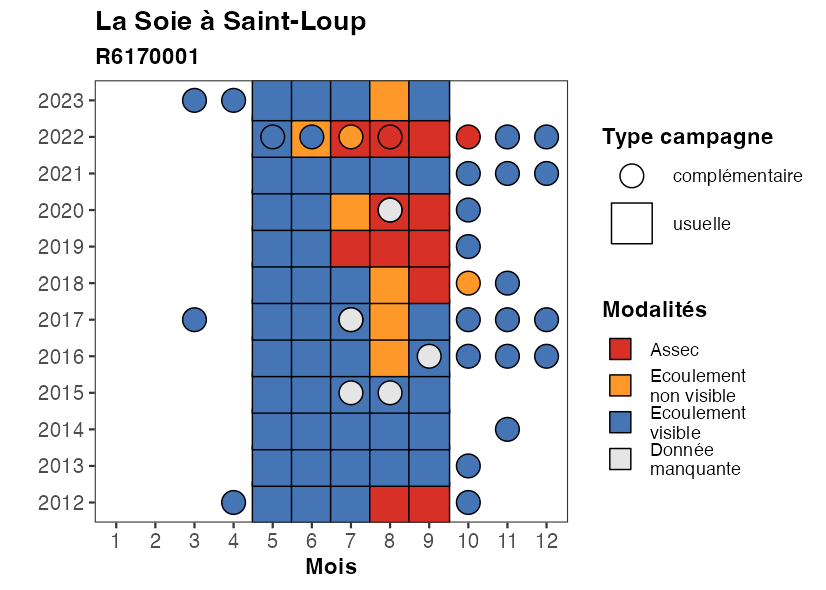 La Soie à Saint-Loup
R6170001
2023
2022
2021
2020
2019
2018
2017
2016
2015
2014
2013
2012
1 2 3 4 5 6 7 8 9 10 11 12
Mois
Type campagne
complémentaire
usuelle
Modalités
Assec
Ecoulement
non visible
Ecoulement
visible
Donnée
manquante